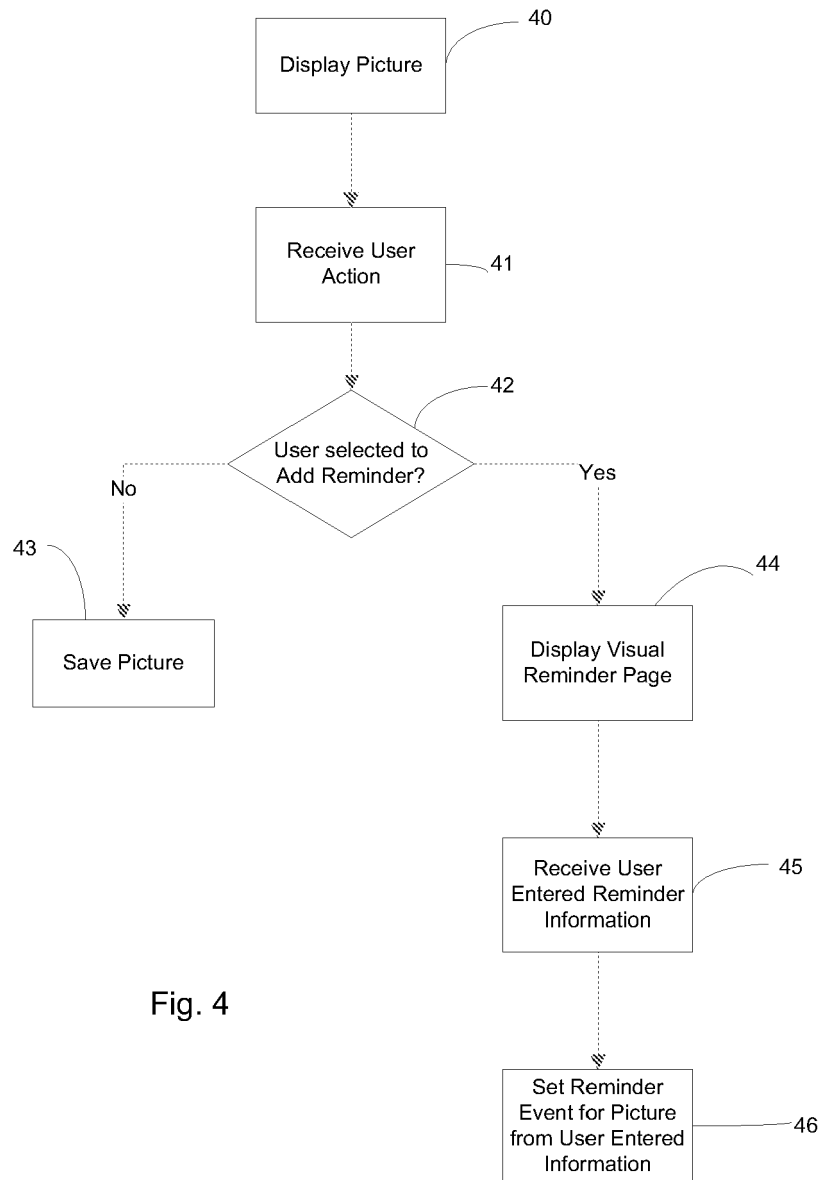 40
Display Picture
Receive User
Action
41
42
User selected to
Add Reminder?
No
Yes
43
Save Picture
44
Display Visual
Reminder Page
Receive User
Entered Reminder
Information
45
Fig. 4
Set Reminder
Event for Picture
from User Entered
Information
46